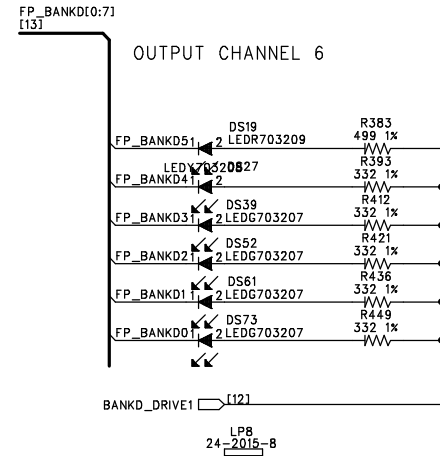 FP_BANKD[0:7]
[13]
OUTPUT CHANNEL 6
DS19
R383
FP_BANKD5 1 2 LEDR703209 499 1%
LEDY703208 DS27
R393
FP_BANKD4 1 2 332 1%
DS39
R412
FP_BANKD3 1 2 LEDG703207 332 1%
DS52
R421
FP_BANKD2 1 2 LEDG703207 332 1%
DS61
R436
FP_BANKD1 1 2 LEDG703207 332 1%
DS73
R449
FP_BANKD0 1 2 LEDG703207 332 1%
BANKD_DRIVE1 [12]
LP8
24-2015-8